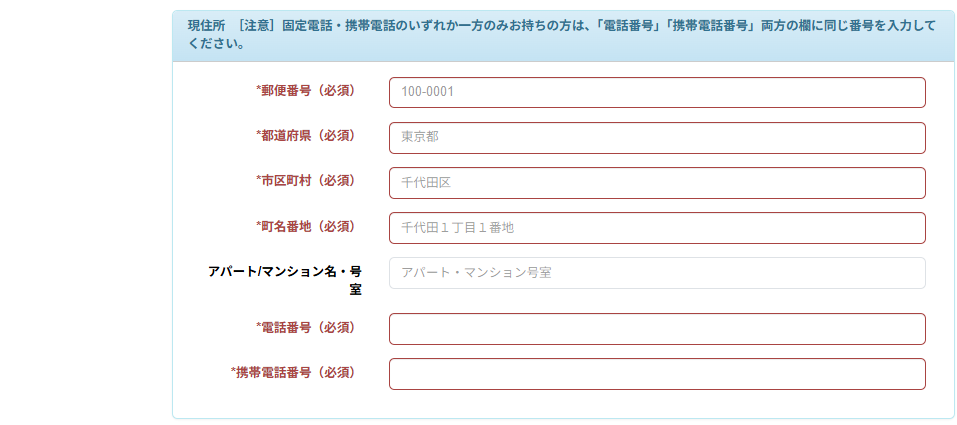 現住所　［注意］固定電話・携帯電話のいずれか一方のみお持ちの方は、「電話番号」「携帯電話番号」両方の欄に同じ番号を入力して
ください。
*郵便番号（必須）
100-0001
*都道府県（必須）
東京都
*市区町村（必須）
千代田区
*町名番地（必須）
千代田１丁目１番地
アパート/マンション名・号
室
アパート・マンション号室
*電話番号（必須）
*携帯電話番号（必須）